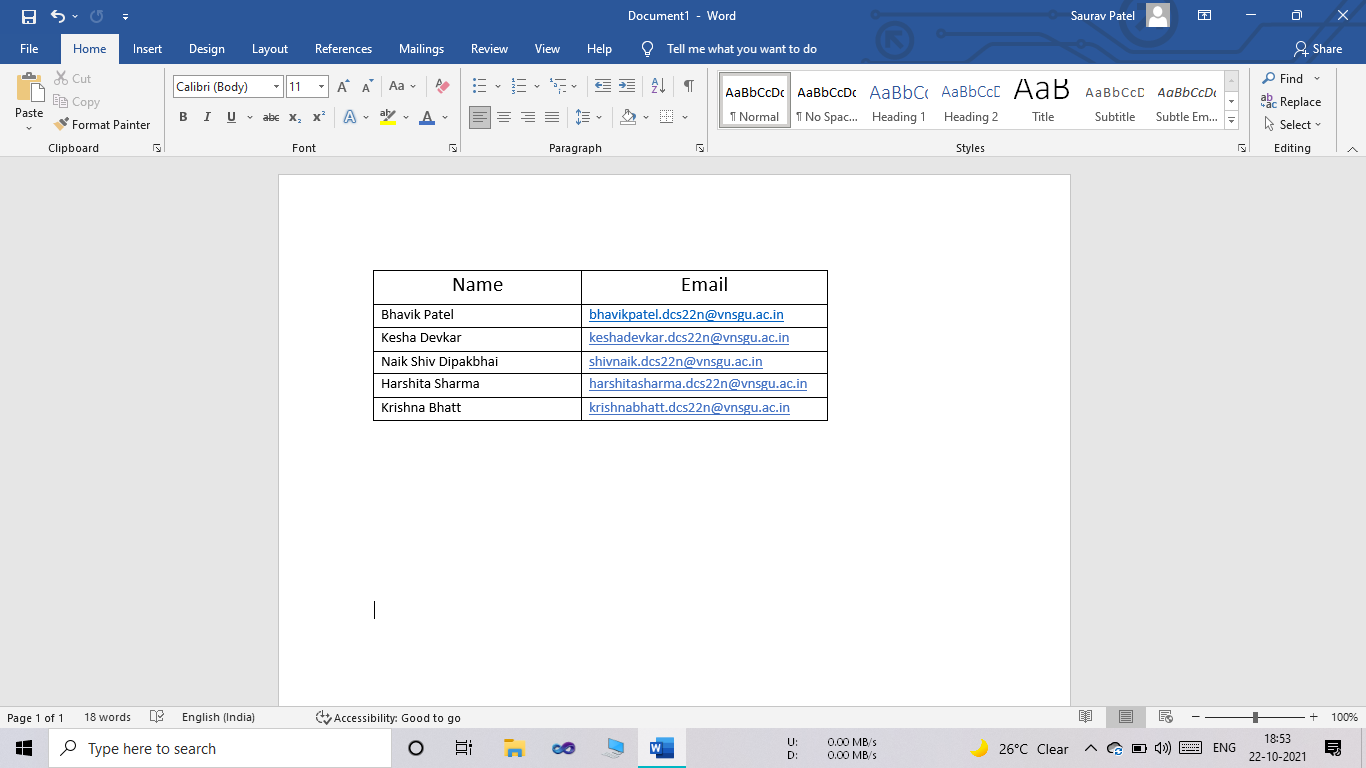 Document1 - Word
Saurav Patel
File Home Insert Design Layout References Mailings Review View Help Tell me what you want to do Share
Paste
Cut
Copy
Format Painter
Clipboard
Calibri (Body) 11
Font
Paragraph
AaBbCcDc AaBbCcDc AaBbCc AaBbCcD AaB AaBbCcD AaBbCcDc
¶ Normal ¶ No Spac... Heading 1 Heading 2 Title Subtitle Subtle Em...
Styles
Find
Replace
Select
Editing
Name Email
Bhavik Patel bhavikpatel.dcs22n@vnsgu.ac.in
Kesha Devkar keshadevkar.dcs22n@vnsgu.ac.in
Naik Shiv Dipakbhai shivnaik.dcs22n@vnsgu.ac.in
Harshita Sharma harshitasharma.dcs22n@vnsgu.ac.in
Krishna Bhatt krishnabhatt.dcs22n@vnsgu.ac.in
Page 1 of 1 18 words English (India) Accessibility: Good to go 100%
Type here to search
U: 0.00 MB/s
D: 0.00 MB/s
26°C Clear
ENG
18:53
22-10-2021